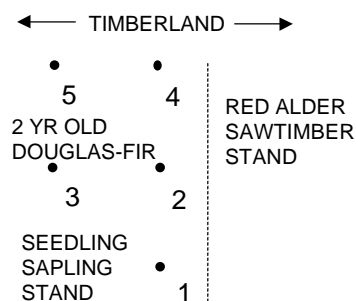 TIMBERLAND
5 4
2 YR OLD
DOUGLAS-FIR
3 2
SEEDLING
SAPLING
STAND 1
RED ALDER
SAWTIMBER
STAND